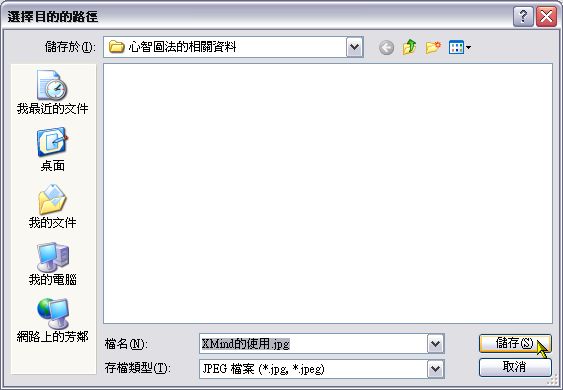 選擇目的的路徑
儲存於(I): 心智圖法的相關資料
我最近的文件
桌面
我的文件
我的電腦
網路上的芳鄰
檔名(N): XMind的使用.jpg 儲存(S)
存檔類型(T): JPEG 檔案 (*.jpg, *.jpeg) 取消